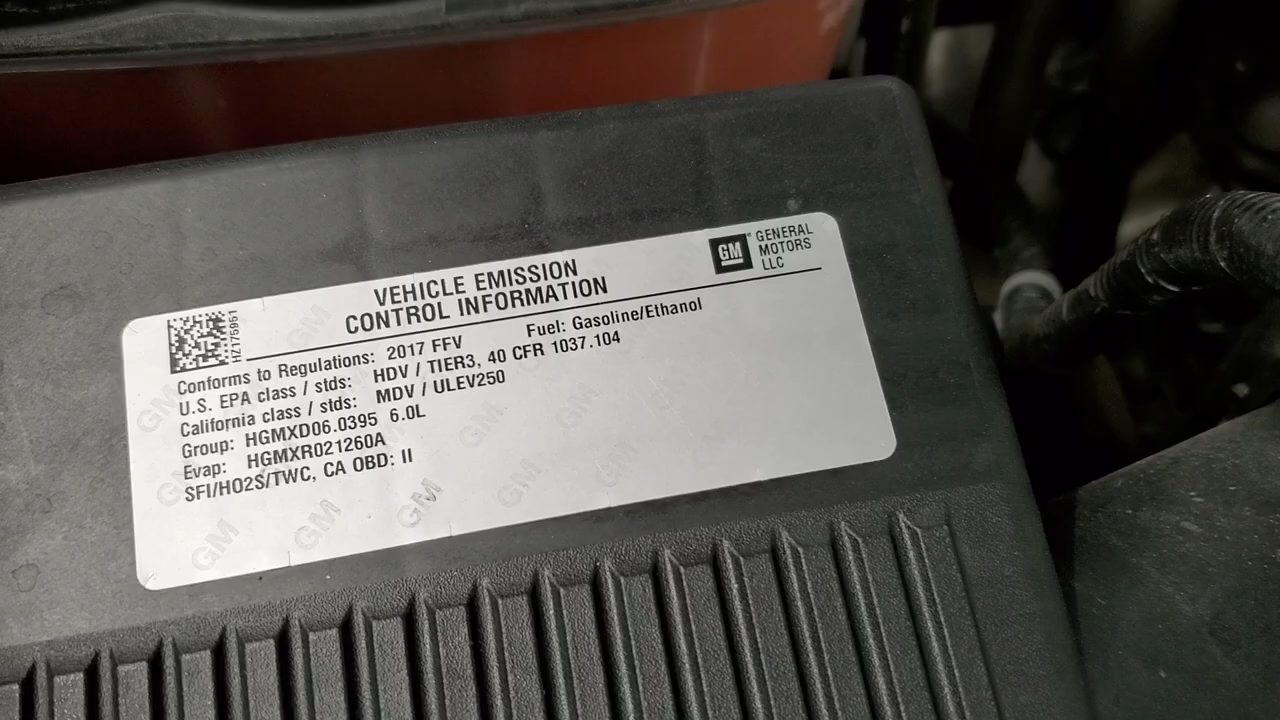 VEHICLE EMISSION
CONTROL INFORMATION
GM GENERAL
MOTORS
LLC
HZ175951
Conforms to Regulations: 2017 FFV Fuel: Gasoline/Ethanol
U.S. EPA class / stds: HDV / TIER3, 40 CFR 1037.104
California class / stds: MDV / ULEV250
Group: HGMXD06.0395 6.0L
Evap: HGMXR021260A
SFI/HO2S/TWC, CA OBD: II